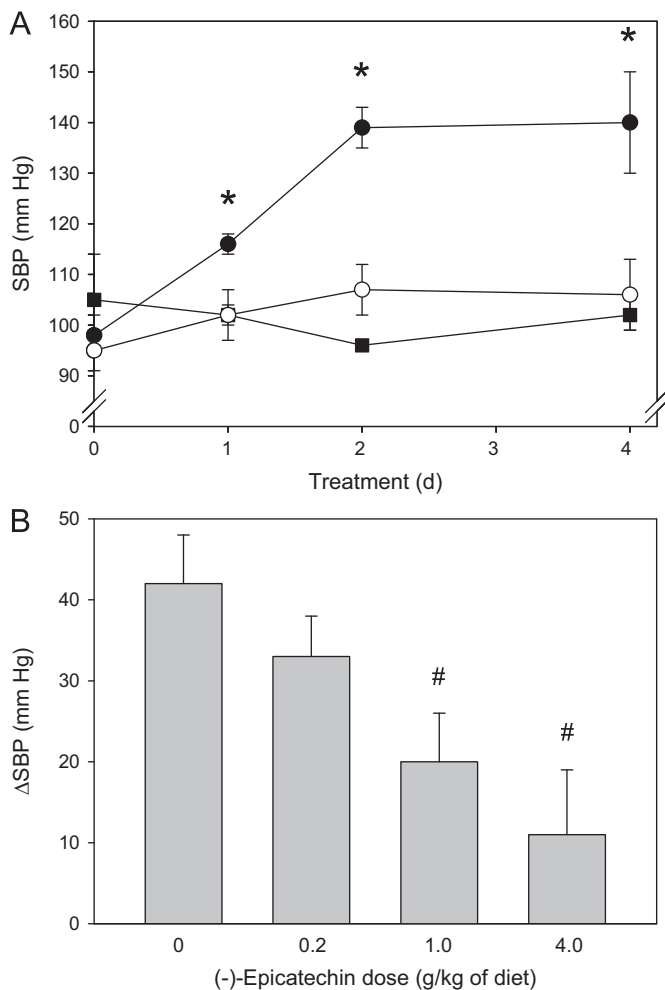 A
160
150
140
130
120
110
100
90
0
SBP (mm Hg)
*
*
*
0 1 2 3 4
Treatment (d)
B
50
40
30
20
10
0
ΔSBP (mm Hg)
#
#
0 0.2 1.0 4.0
(-)-Epicatechin dose (g/kg of diet)